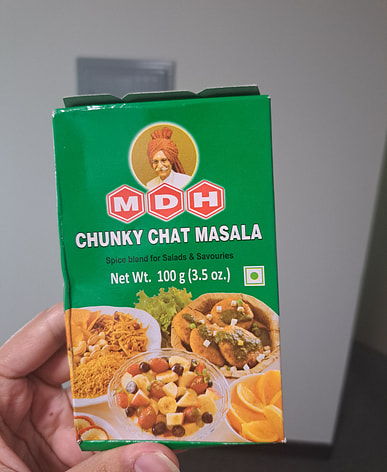 MDH
CHUNKY CHAT MASALA
Spice blend for Salads & Savouries
Net Wt. 100 g (3.5 oz.)